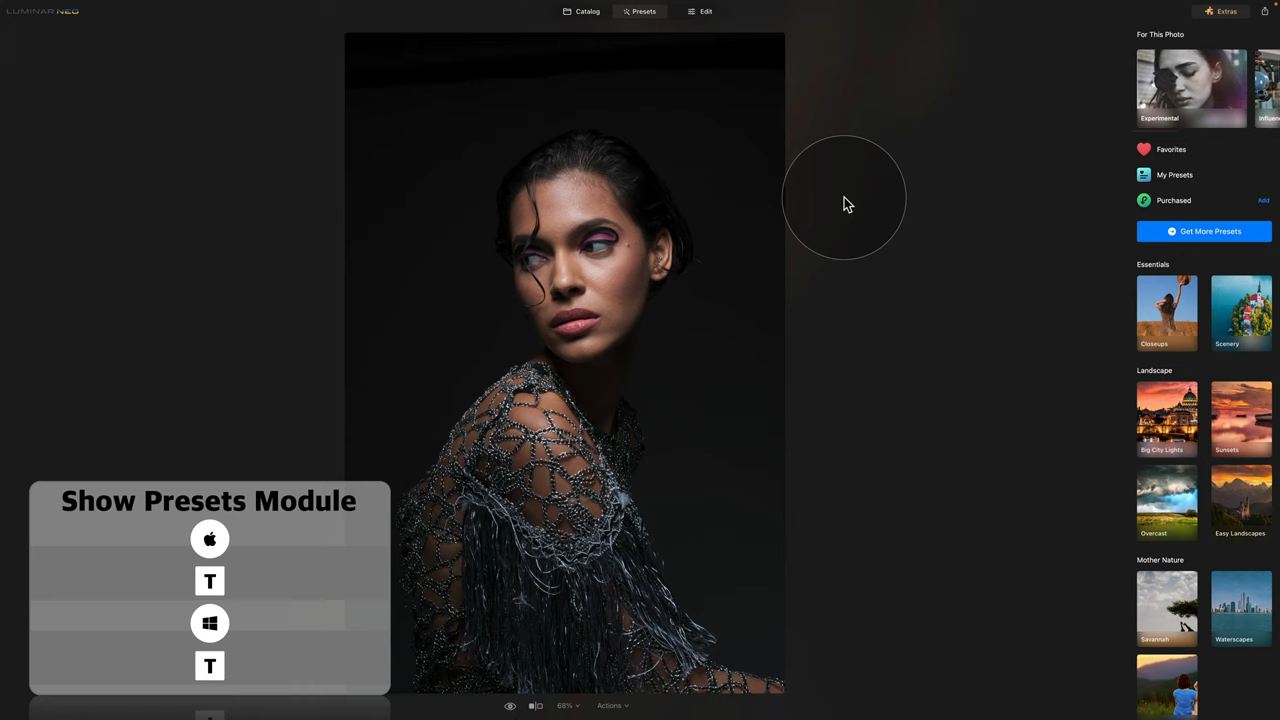 LUMINAR NEO
Catalog
Presets
Edit
Extras
For This Photo
Experimental
Favorites
My Presets
Purchased
Add
Get More Presets
Essentials
Closeups
Scenery
Landscape
Big City Lights
Sunsets
Overcast
Easy Landscapes
Mother Nature
Savannah
Waterscapes
Show Presets Module
T
T
68%
Actions